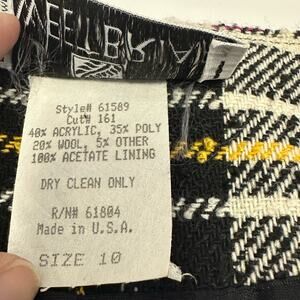 Style# 61589
Cut# 161
40% ACRYLIC, 35% POLY
20% WOOL, 5% OTHER
100% ACETATE LINING
DRY CLEAN ONLY
R/N# 61804
Made in U.S.A.
SIZE 10